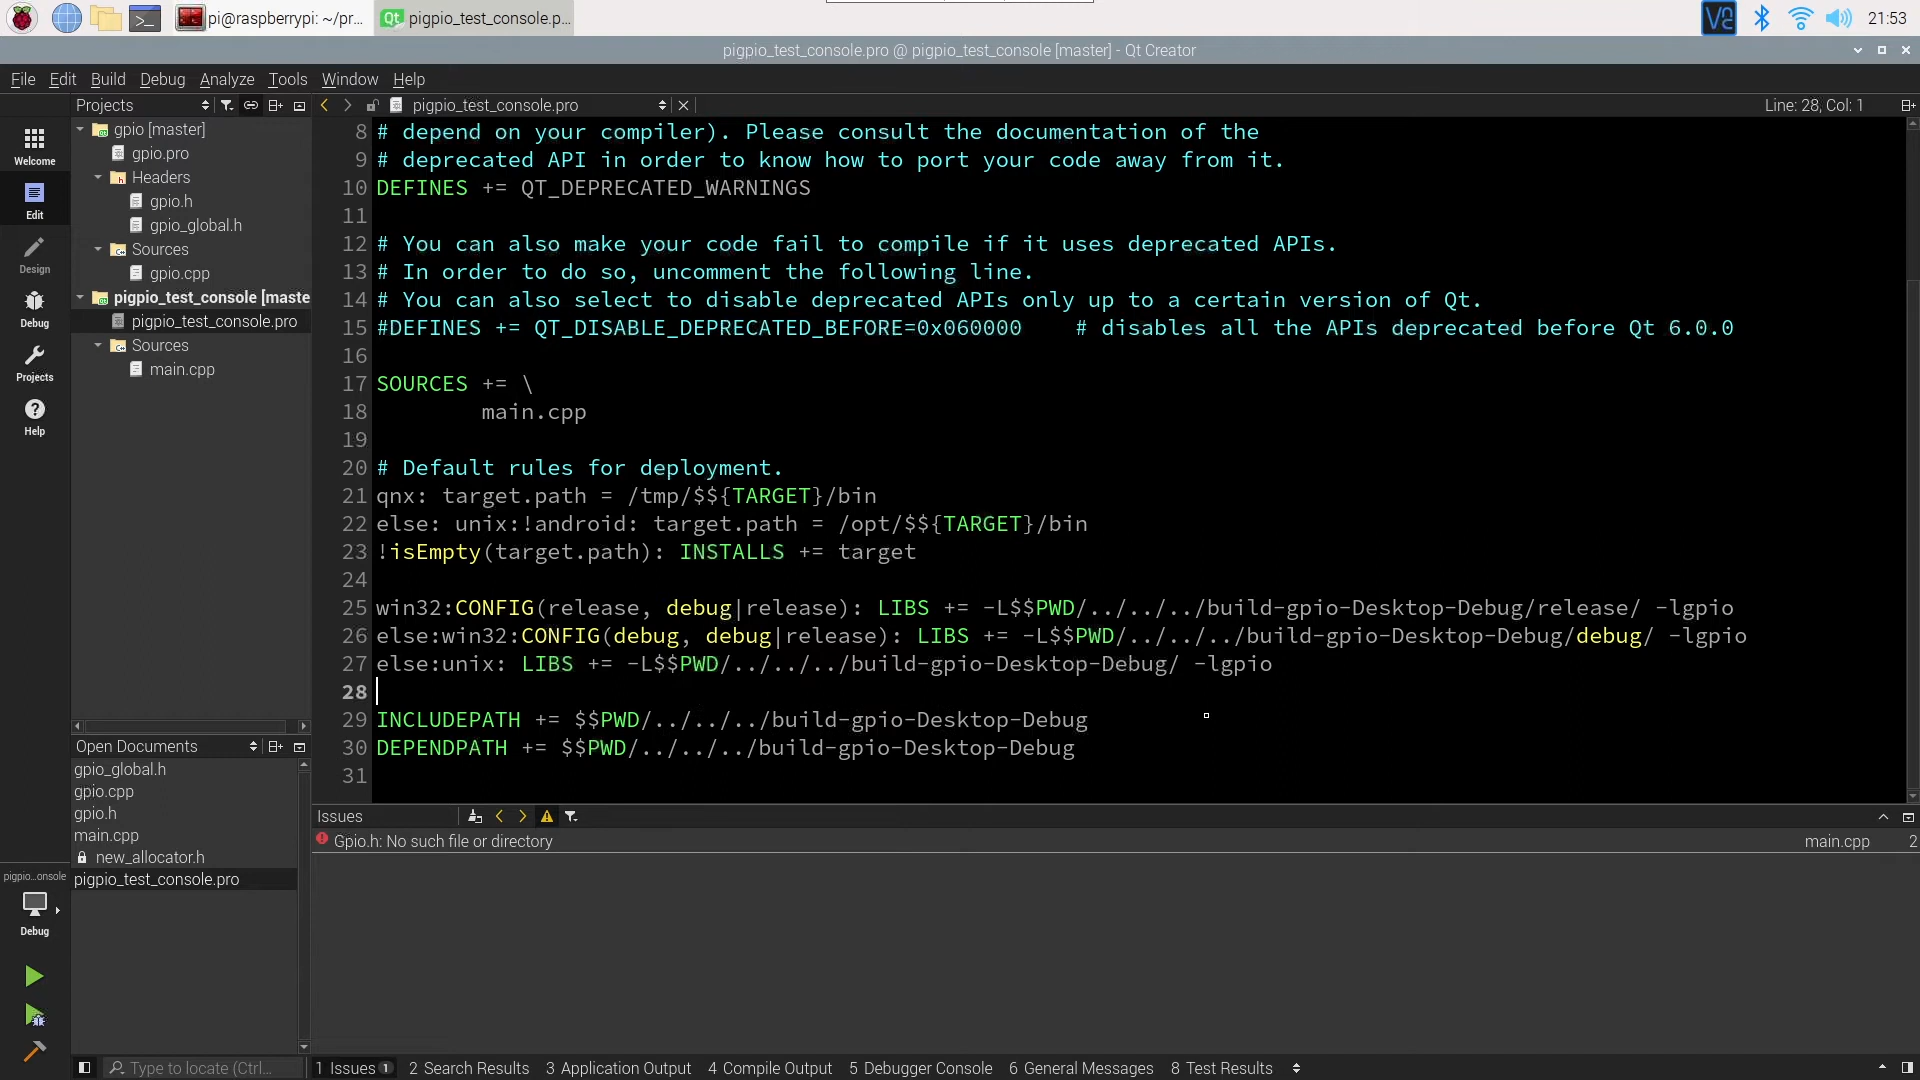 pi@raspberrypi: ~/pr...
pigpio_test_console.p...
21:53
pigpio_test_console.pro @ pigpio_test_console [master] - Qt Creator
File Edit Build Debug Analyze Tools Window Help
Projects
pigpio_test_console.pro
Line: 28, Col: 1
Welcome
Edit
Design
Debug
Projects
Help
gpio [master]
gpio.pro
Headers
gpio.h
gpio_global.h
Sources
gpio.cpp
pigpio_test_console [maste
pigpio_test_console.pro
Sources
main.cpp
8 # depend on your compiler). Please consult the documentation of the
9 # deprecated API in order to know how to port your code away from it.
10 DEFINES += QT_DEPRECATED_WARNINGS
11
12 # You can also make your code fail to compile if it uses deprecated APIs.
13 # In order to do so, uncomment the following line.
14 # You can also select to disable deprecated APIs only up to a certain version of Qt.
15 #DEFINES += QT_DISABLE_DEPRECATED_BEFORE=0x060000    # disables all the APIs deprecated before Qt 6.0.0
16
17 SOURCES += \
18         main.cpp
19
20 # Default rules for deployment.
21 qnx: target.path = /tmp/$${TARGET}/bin
22 else: unix:!android: target.path = /opt/$${TARGET}/bin
23 !isEmpty(target.path): INSTALLS += target
24
25 win32:CONFIG(release, debug|release): LIBS += -L$$PWD/../../../build-gpio-Desktop-Debug/release/ -lgpio
26 else:win32:CONFIG(debug, debug|release): LIBS += -L$$PWD/../../../build-gpio-Desktop-Debug/debug/ -lgpio
27 else:unix: LIBS += -L$$PWD/../../../build-gpio-Desktop-Debug/ -lgpio
28
29 INCLUDEPATH += $$PWD/../../../build-gpio-Desktop-Debug
30 DEPENDPATH += $$PWD/../../../build-gpio-Desktop-Debug
31
Open Documents
gpio_global.h
gpio.cpp
gpio.h
main.cpp
new_allocator.h
pigpio_test_console.pro
Issues
Gpio.h: No such file or directory main.cpp 2
pigpio...onsole
Debug
Type to locate (Ctrl...
1 Issues 1 2 Search Results 3 Application Output 4 Compile Output 5 Debugger Console 6 General Messages 8 Test Results